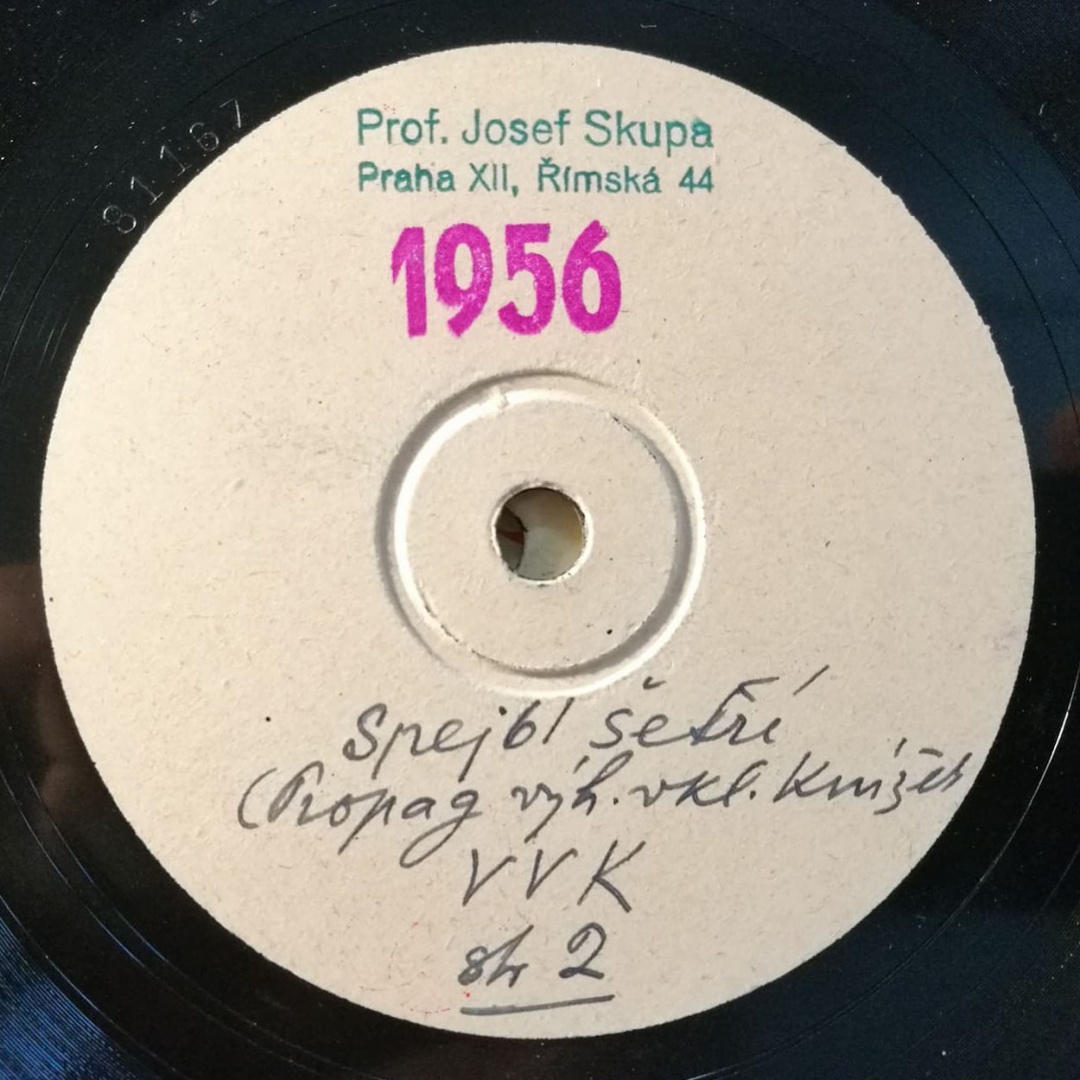 81167
Prof. Josef Skupa
Praha XII, Římská 44
1956
Spejbl šetří
(Propag výh. vkl. knížek
VVK
str 2